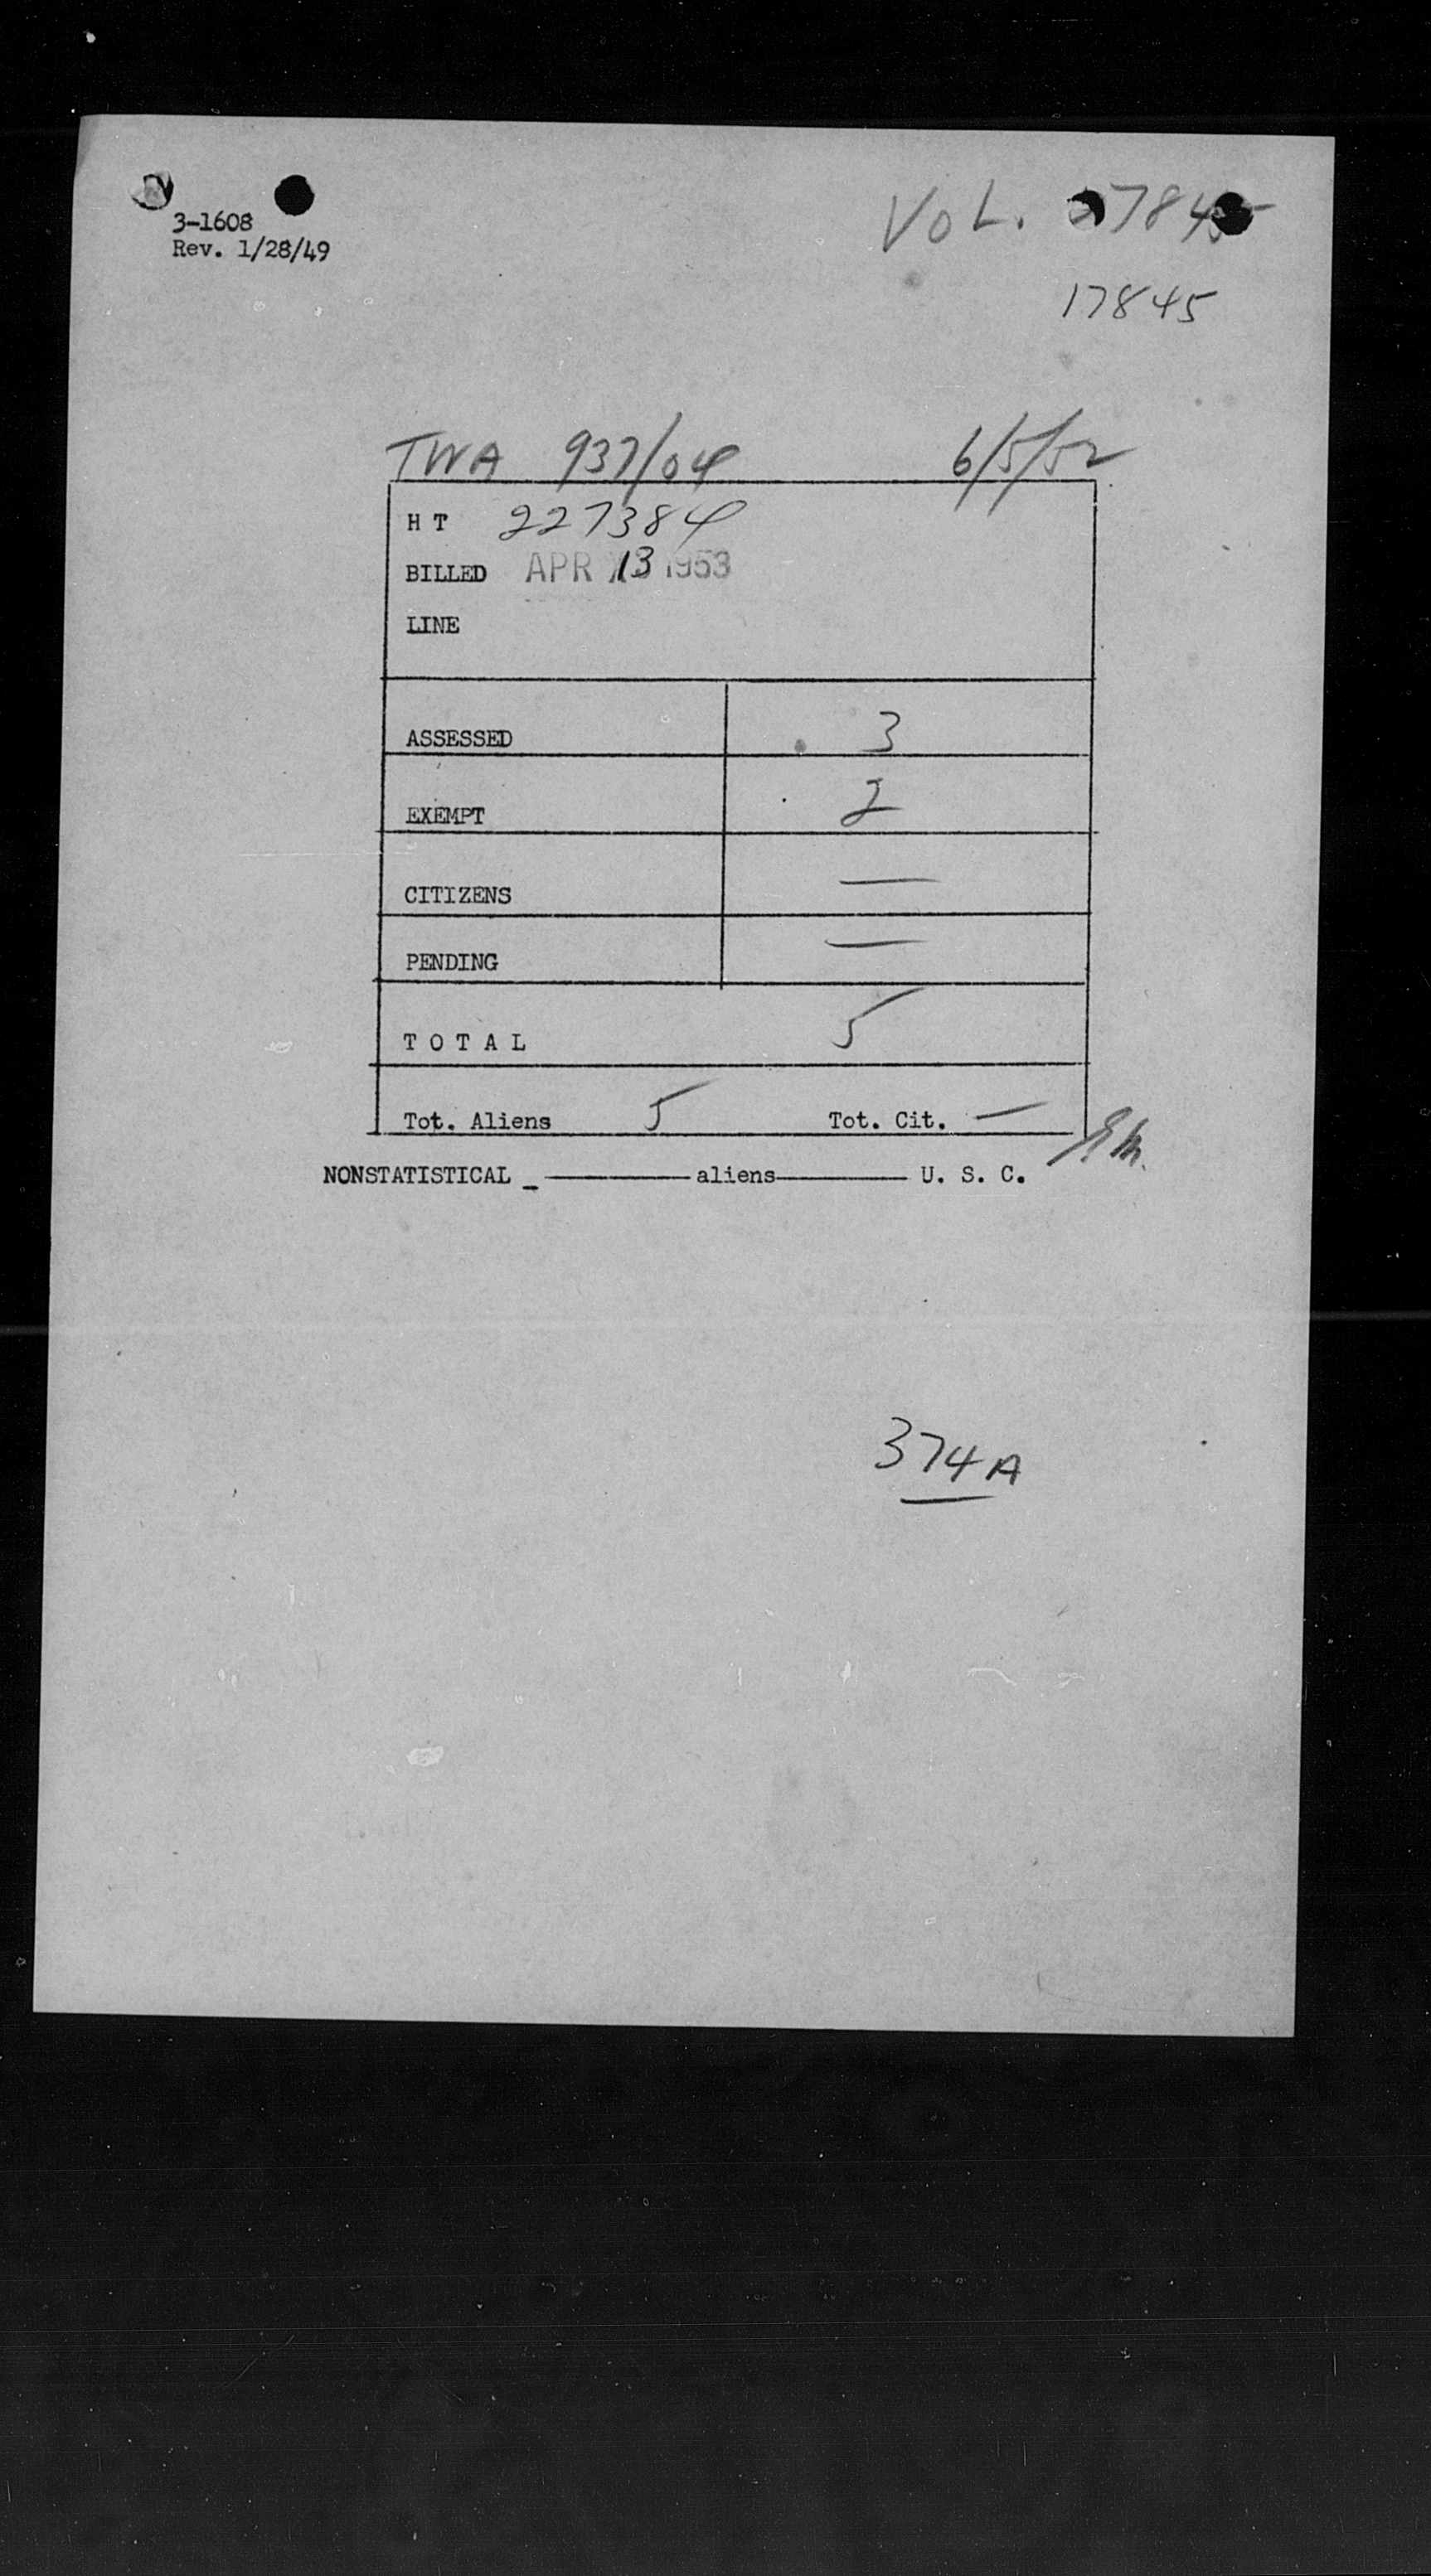 3-1608
Rev. 1/28/49
VOL. 17845
17845
TWA 937/04 6/5/52
H T 227384
BILLED APR 13 1953
LINE
ASSESSED 3
EXEMPT 2
CITIZENS —
PENDING —
T O T A L 5
Tot. Aliens 5 Tot. Cit. —
NONSTATISTICAL _ ——— aliens ——— U. S. C.
374A